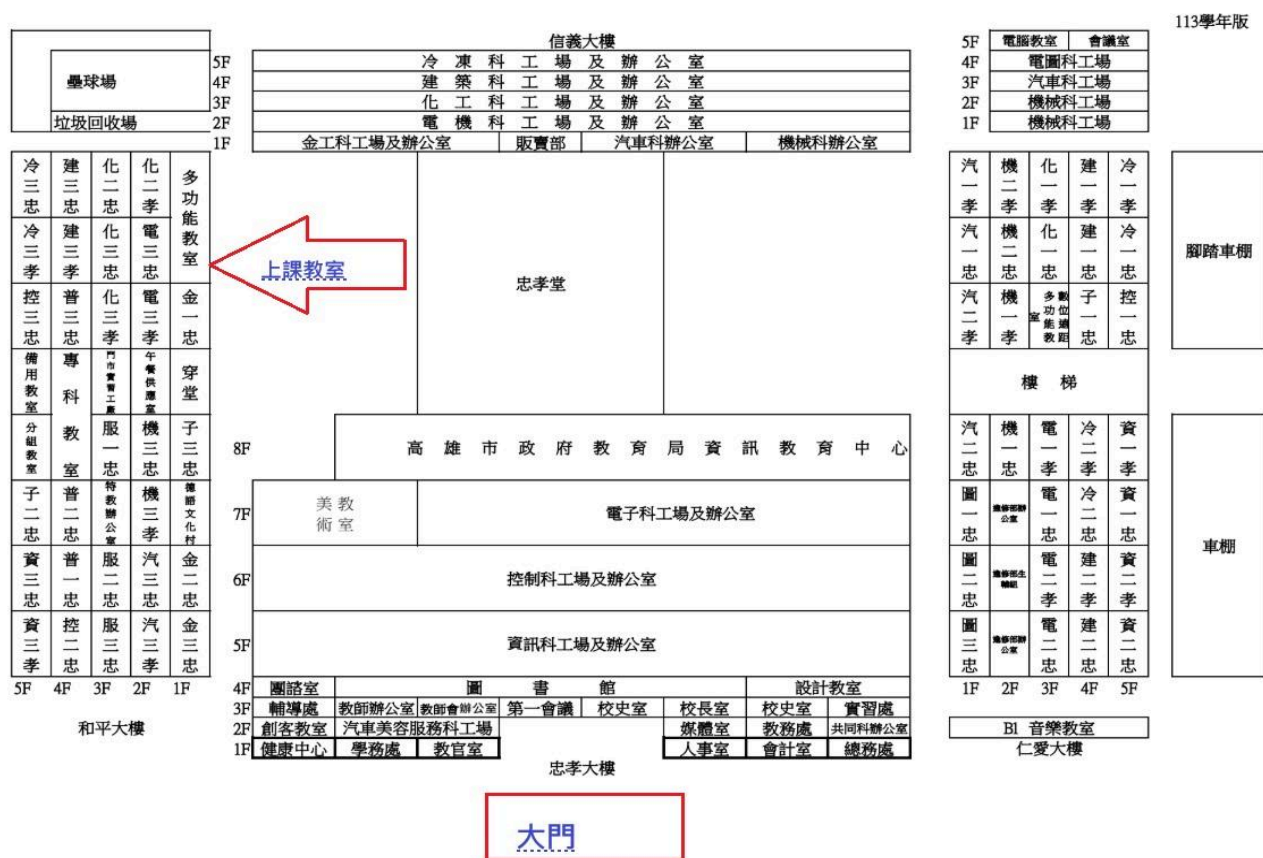 113學年版
信義大樓
5F 冷凍科工場及辦公室
4F 建築科工場及辦公室
3F 化工科工場及辦公室
2F 電機科工場及辦公室
1F 金工科工場及辦公室 販賣部 汽車科辦公室 機械科辦公室
壘球場
垃圾回收場
5F 電腦教室 會議室
4F 電圖科工場
3F 汽車科工場
2F 機械科工場
1F 機械科工場
冷三忠 建三忠 化二忠 化二孝 多功能教室
冷三孝 建三孝 化三忠 電三忠
控三忠 普三忠 化三孝 電三孝 金一忠
備用教室 專科教室 門市實習工廠 午餐供應室 穿堂
分組教室 服一忠 機三忠 子三忠
子二忠 普二忠 特教辦公室 機三孝 德語文化村
資三忠 普一忠 服二忠 汽三忠 金二忠
資三孝 控二忠 服三忠 汽三孝 金三忠
5F 4F 3F 2F 1F
和平大樓
上課教室
忠孝堂
8F 高雄市政府教育局資訊教育中心
7F 美術教室 電子科工場及辦公室
6F 控制科工場及辦公室
5F 資訊科工場及辦公室
4F 團諮室 圖書館 設計教室
3F 輔導處 教師辦公室 教師會辦公室 第一會議 校史室 校長室 校史室 實習處
2F 創客教室 汽車美容服務科工場 媒體室 教務處 共同科辦公室
1F 健康中心 學務處 教官室 人事室 會計室 總務處
忠孝大樓
大門
汽一孝 機二孝 化一孝 建一孝 冷一孝
汽一忠 機二忠 化一忠 建一忠 冷一忠
汽二孝 機一孝 數位遠距多功能教室 子一忠 控一忠
樓梯
汽二忠 機一忠 電一孝 冷二孝 資一孝
圖一忠 進修部辦公室 電一忠 冷二忠 資一忠
圖二忠 進修部生輔組 電二孝 建二孝 資二孝
圖三忠 進修部辦公室 電二忠 建二忠 資二忠
1F 2F 3F 4F 5F
B1 音樂教室
仁愛大樓
腳踏車棚
車棚